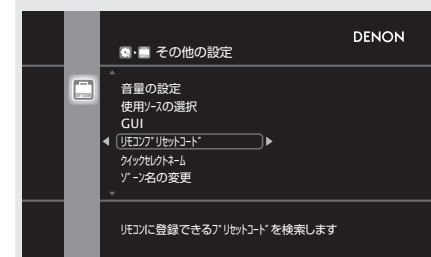 DENON
その他の設定
OPTION
音量の設定
使用ｿｰｽの選択
GUI
ﾘﾓｺﾝﾌﾟﾘｾｯﾄｺｰﾄﾞ
ｸｲｯｸｾﾚｸﾄﾈｰﾑ
ｿﾞｰﾝ名の変更
ﾘﾓｺﾝに登録できるﾌﾟﾘｾｯﾄｺｰﾄﾞを検索します